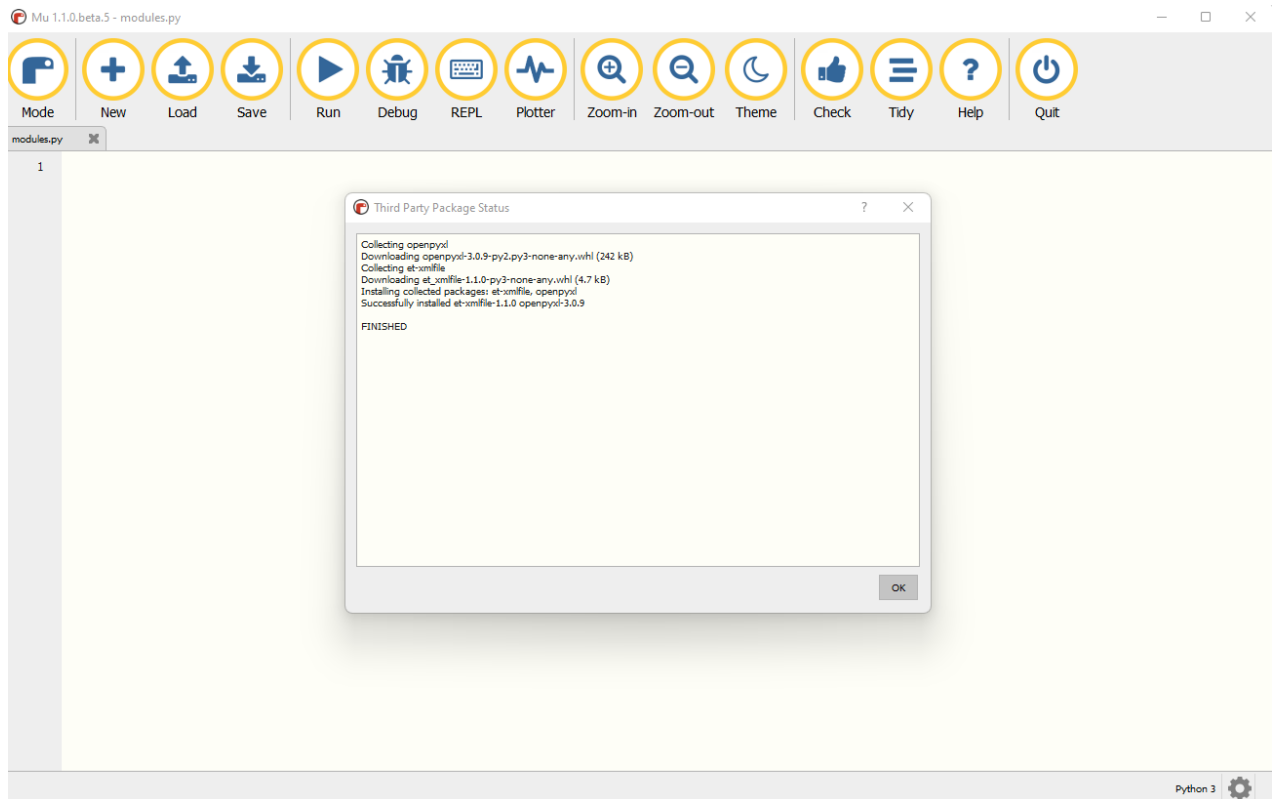 Mu 1.1.0.beta.5 - modules.py
Mode New Load Save Run Debug REPL Plotter Zoom-in Zoom-out Theme Check Tidy Help Quit
modules.py
1
Third Party Package Status
Collecting openpyxl
Downloading openpyxl-3.0.9-py2.py3-none-any.whl (242 kB)
Collecting et-xmlfile
Downloading et_xmlfile-1.1.0-py3-none-any.whl (4.7 kB)
Installing collected packages: et-xmlfile, openpyxl
Successfully installed et-xmlfile-1.1.0 openpyxl-3.0.9
FINISHED
OK
Python 3